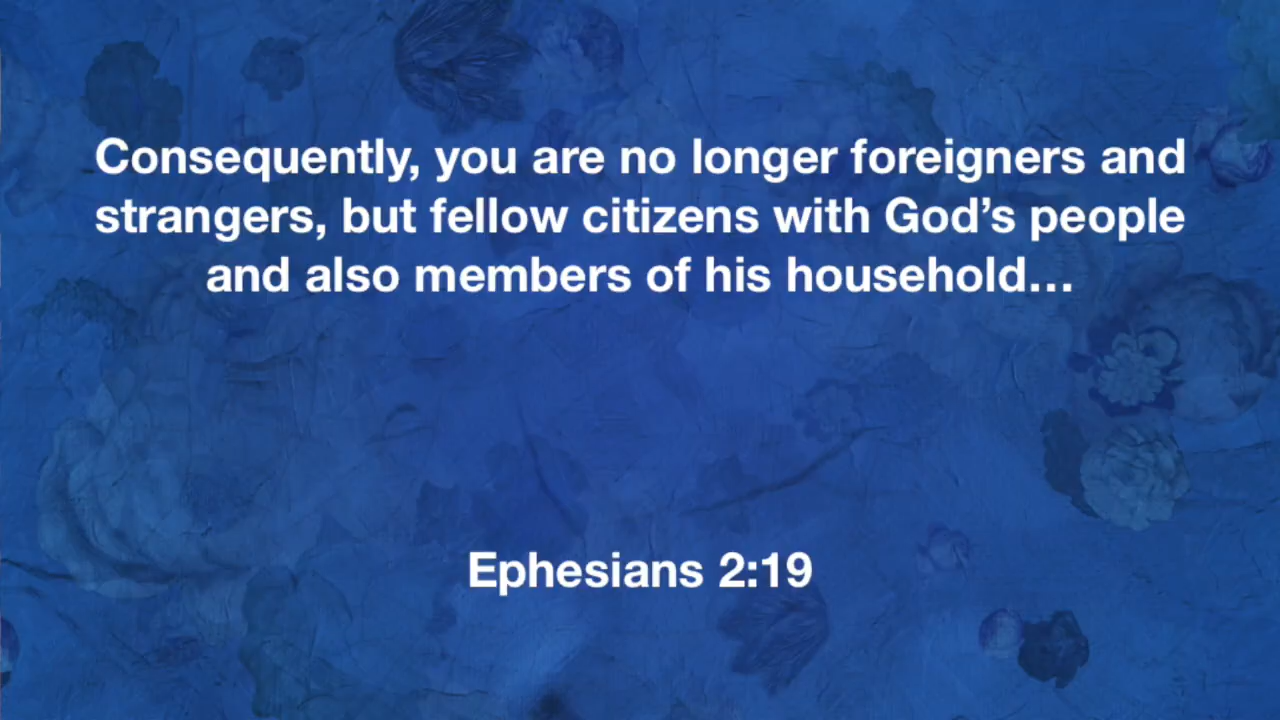 Consequently, you are no longer foreigners and
strangers, but fellow citizens with God’s people
and also members of his household…
Ephesians 2:19